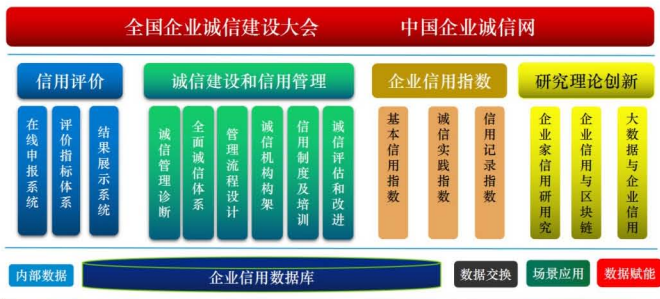 全国企业诚信建设大会 中国企业诚信网
信用评价 诚信建设和信用管理 企业信用指数 研究理论创新
在线申报系统
评价指标体系
结果展示系统
诚信管理诊断
全面诚信体系
管理流程设计
诚信机构构架
信用制度及培训
诚信评估和改进
基本信用指数
诚信实践指数
信用记录指数
企业家信用研用究
企业信用与区块链
大数据与企业信用
内部数据 企业信用数据库 数据交换 场景应用 数据赋能